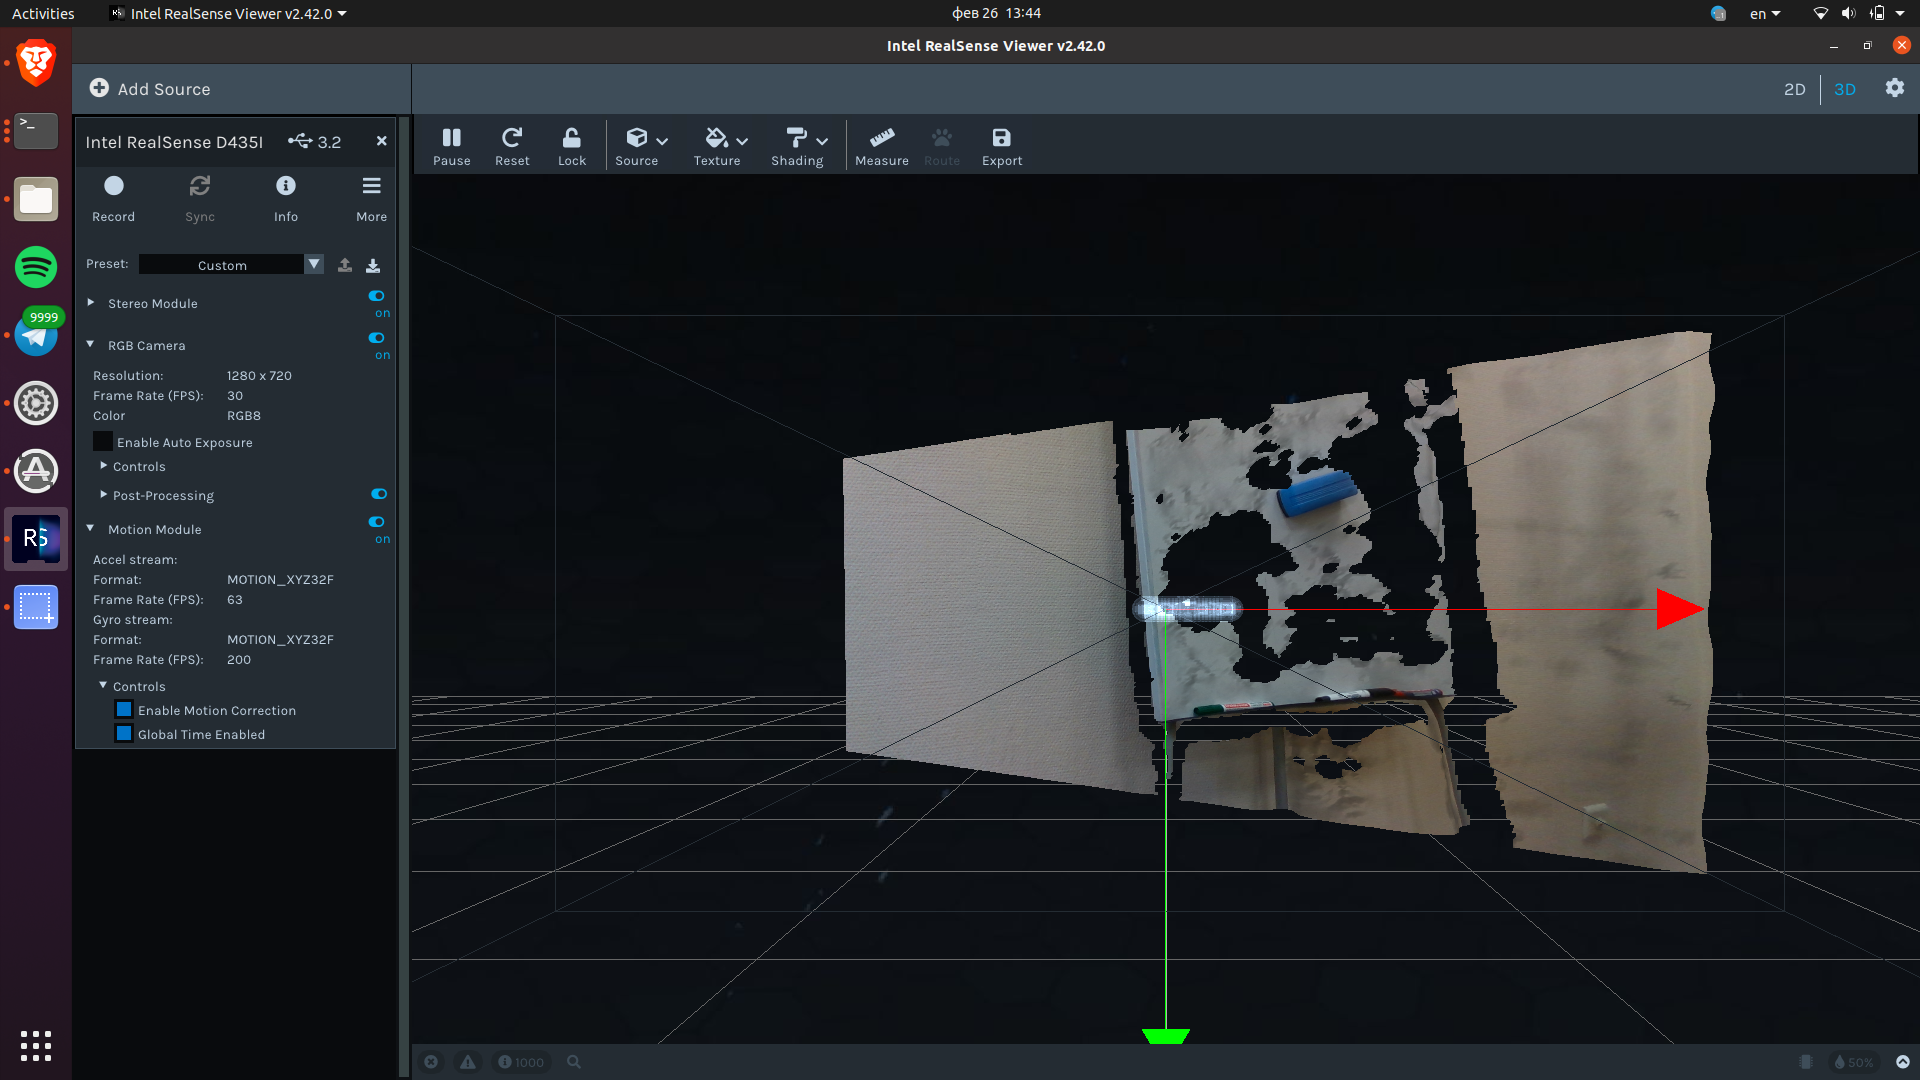 Activities
Intel RealSense Viewer v2.42.0
фев 26 13:44
en
Intel RealSense Viewer v2.42.0
Add Source
2D
3D
Intel RealSense D435I
3.2
Pause
Reset
Lock
Source
Texture
Shading
Measure
Route
Export
Record
Sync
Info
More
Preset:
Custom
Stereo Module
on
RGB Camera
on
Resolution: 1280 x 720
Frame Rate (FPS): 30
Color RGB8
Enable Auto Exposure
Controls
Post-Processing
Motion Module
on
Accel stream:
Format: MOTION_XYZ32F
Frame Rate (FPS): 63
Gyro stream:
Format: MOTION_XYZ32F
Frame Rate (FPS): 200
Controls
Enable Motion Correction
Global Time Enabled
9999
RS
1000
50%